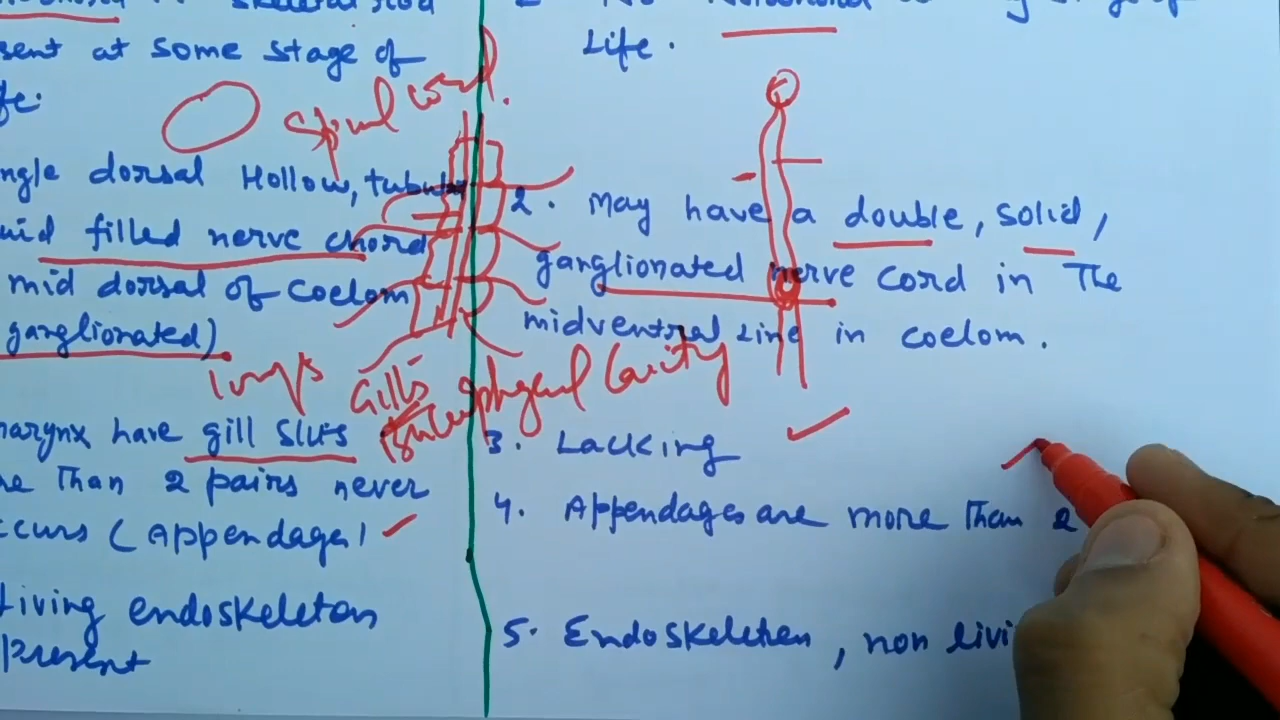 sent at some stage of
fe.
ngle dorsal Hollow, tubular
uid filled nerve chord
mid dorsal of coelom
ganglionated)
harynx have gill slits
re Than 2 pairs never
ccurs (Appendage)
Living endoskeleton
Present
Life.
2. May have a double, solid,
ganglionated nerve cord in The
midventral line in coelom.
3. Lacking
4. Appendages are more Than 2
5. Endoskeleten, non livi
Spinal cord.
lungs
Gills
Cavity